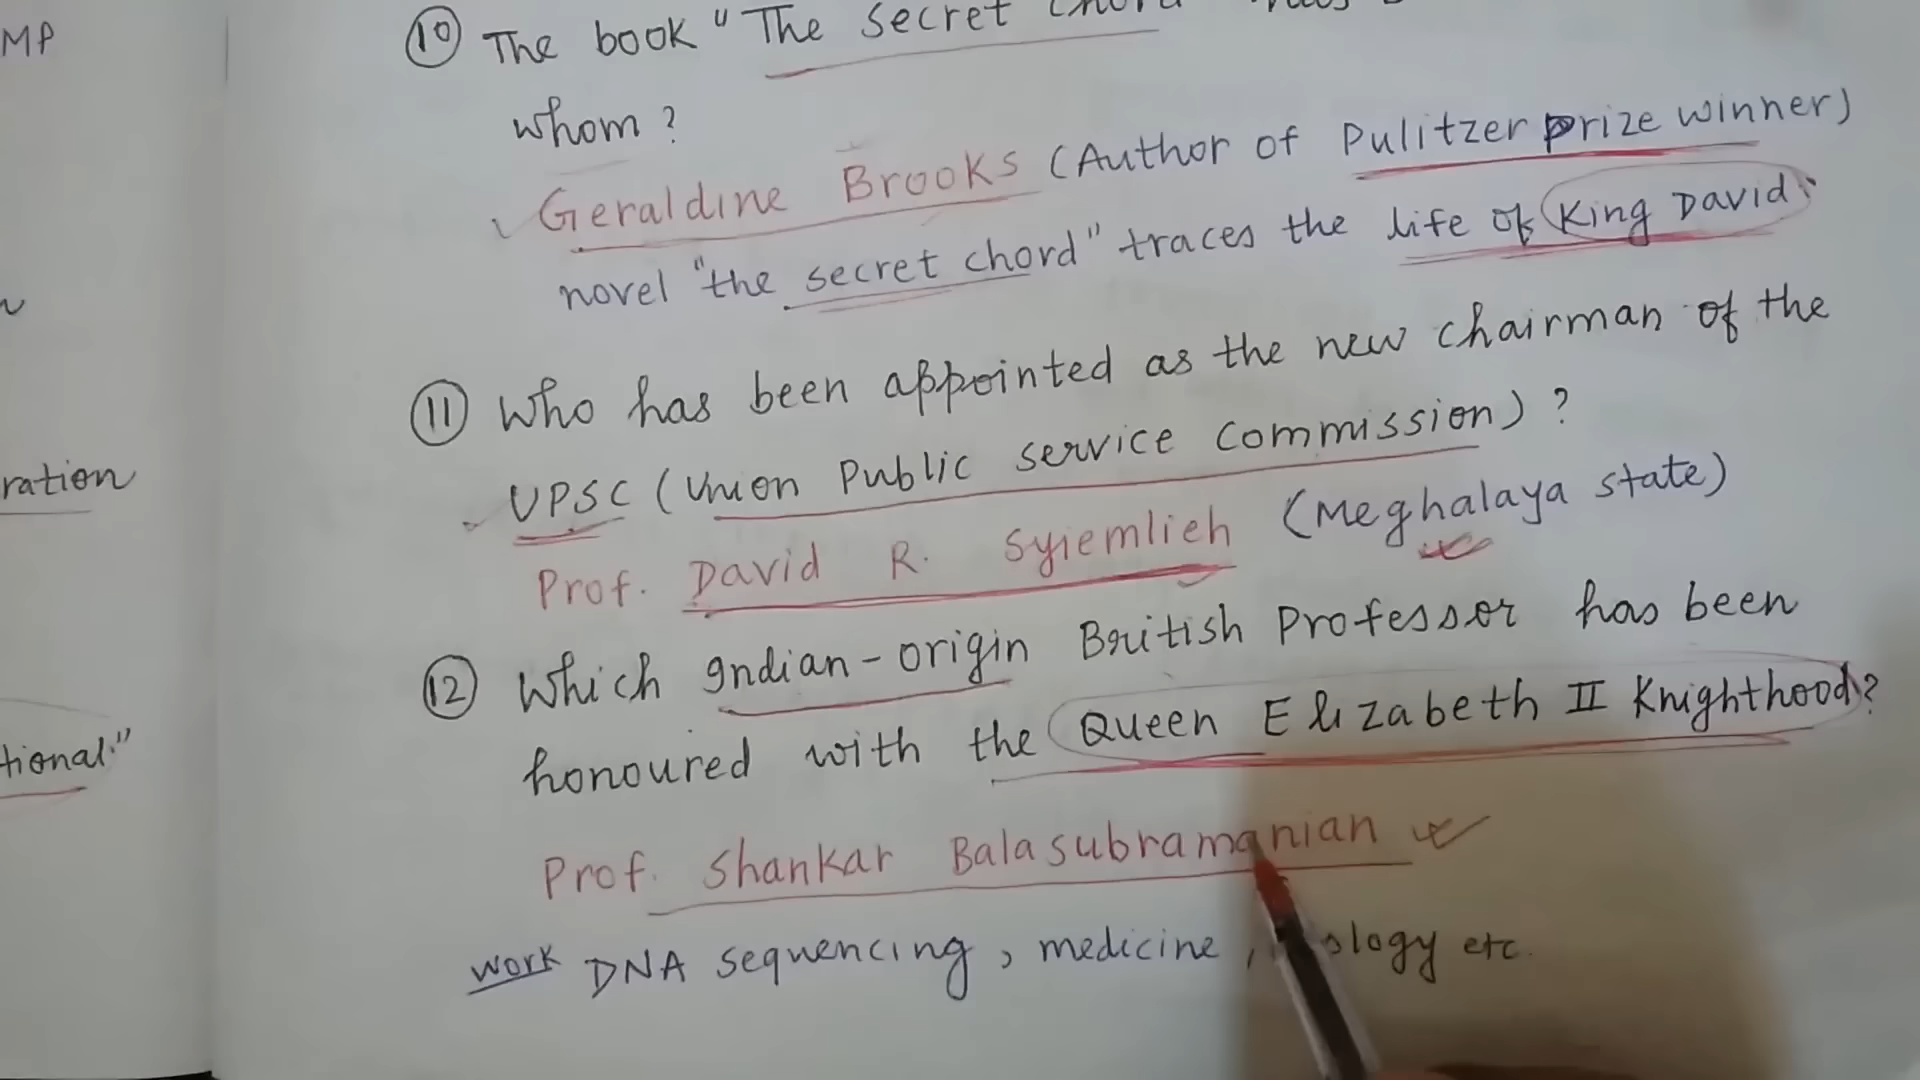 MP
ration
tional."
10 The book "The Secret Chord
whom?
Geraldine Brooks (Author of Pulitzer Prize winner)
novel "the secret chord" traces the life of King David.
11 Who has been appointed as the new chairman of the
UPSC (Union Public service commission)?
Prof. David R. Syiemlieh (Meghalaya state)
12 Which Indian-origin British Professor has been
honoured with the Queen Elizabeth II Knighthood?
Prof. Shankar Balasubramanian
Work DNA sequencing, medicine, ology etc.